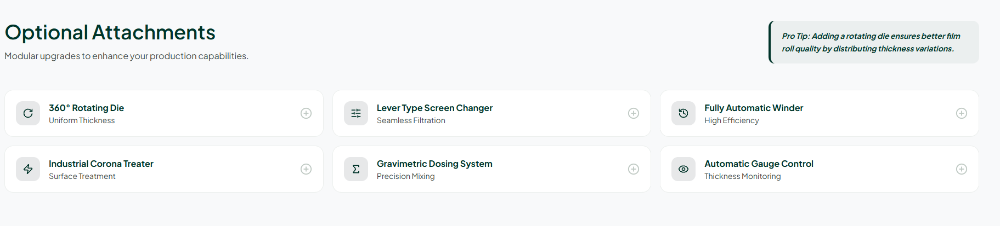 Optional Attachments
Modular upgrades to enhance your production capabilities.
Pro Tip: Adding a rotating die ensures better film
roll quality by distributing thickness variations.
360° Rotating Die
Uniform Thickness
Lever Type Screen Changer
Seamless Filtration
Fully Automatic Winder
High Efficiency
Industrial Corona Treater
Surface Treatment
Gravimetric Dosing System
Precision Mixing
Automatic Gauge Control
Thickness Monitoring